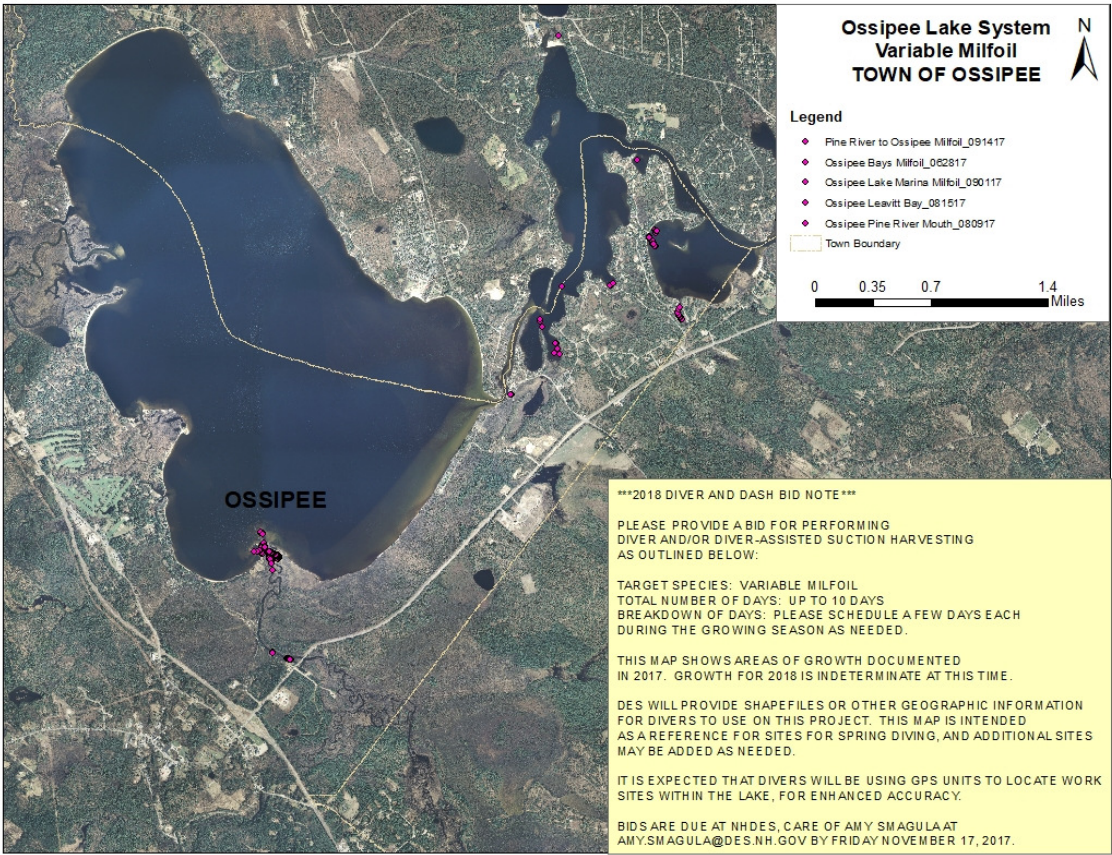 Ossipee Lake System
Variable Milfoil
TOWN OF OSSIPEE
N
Legend
Pine River to Ossipee Milfoil_091417
Ossipee Bays Milfoil_062817
Ossipee Lake Marina Milfoil_090117
Ossipee Leavitt Bay_081517
Ossipee Pine River Mouth_080917
Town Boundary
0 0.35 0.7 1.4
Miles
OSSIPEE
***2018 DIVER AND DASH BID NOTE***
PLEASE PROVIDE A BID FOR PERFORMING
DIVER AND/OR DIVER-ASSISTED SUCTION HARVESTING
AS OUTLINED BELOW:
TARGET SPECIES: VARIABLE MILFOIL
TOTAL NUMBER OF DAYS: UP TO 10 DAYS
BREAKDOWN OF DAYS: PLEASE SCHEDULE A FEW DAYS EACH
DURING THE GROWING SEASON AS NEEDED.
THIS MAP SHOWS AREAS OF GROWTH DOCUMENTED
IN 2017. GROWTH FOR 2018 IS INDETERMINATE AT THIS TIME.
DES WILL PROVIDE SHAPEFILES OR OTHER GEOGRAPHIC INFORMATION
FOR DIVERS TO USE ON THIS PROJECT. THIS MAP IS INTENDED
AS A REFERENCE FOR SITES FOR SPRING DIVING, AND ADDITIONAL SITES
MAY BE ADDED AS NEEDED.
IT IS EXPECTED THAT DIVERS WILL BE USING GPS UNITS TO LOCATE WORK
SITES WITHIN THE LAKE, FOR ENHANCED ACCURACY.
BIDS ARE DUE AT NHDES, CARE OF AMY SMAGULA AT
AMY.SMAGULA@DES.NH.GOV BY FRIDAY NOVEMBER 17, 2017.